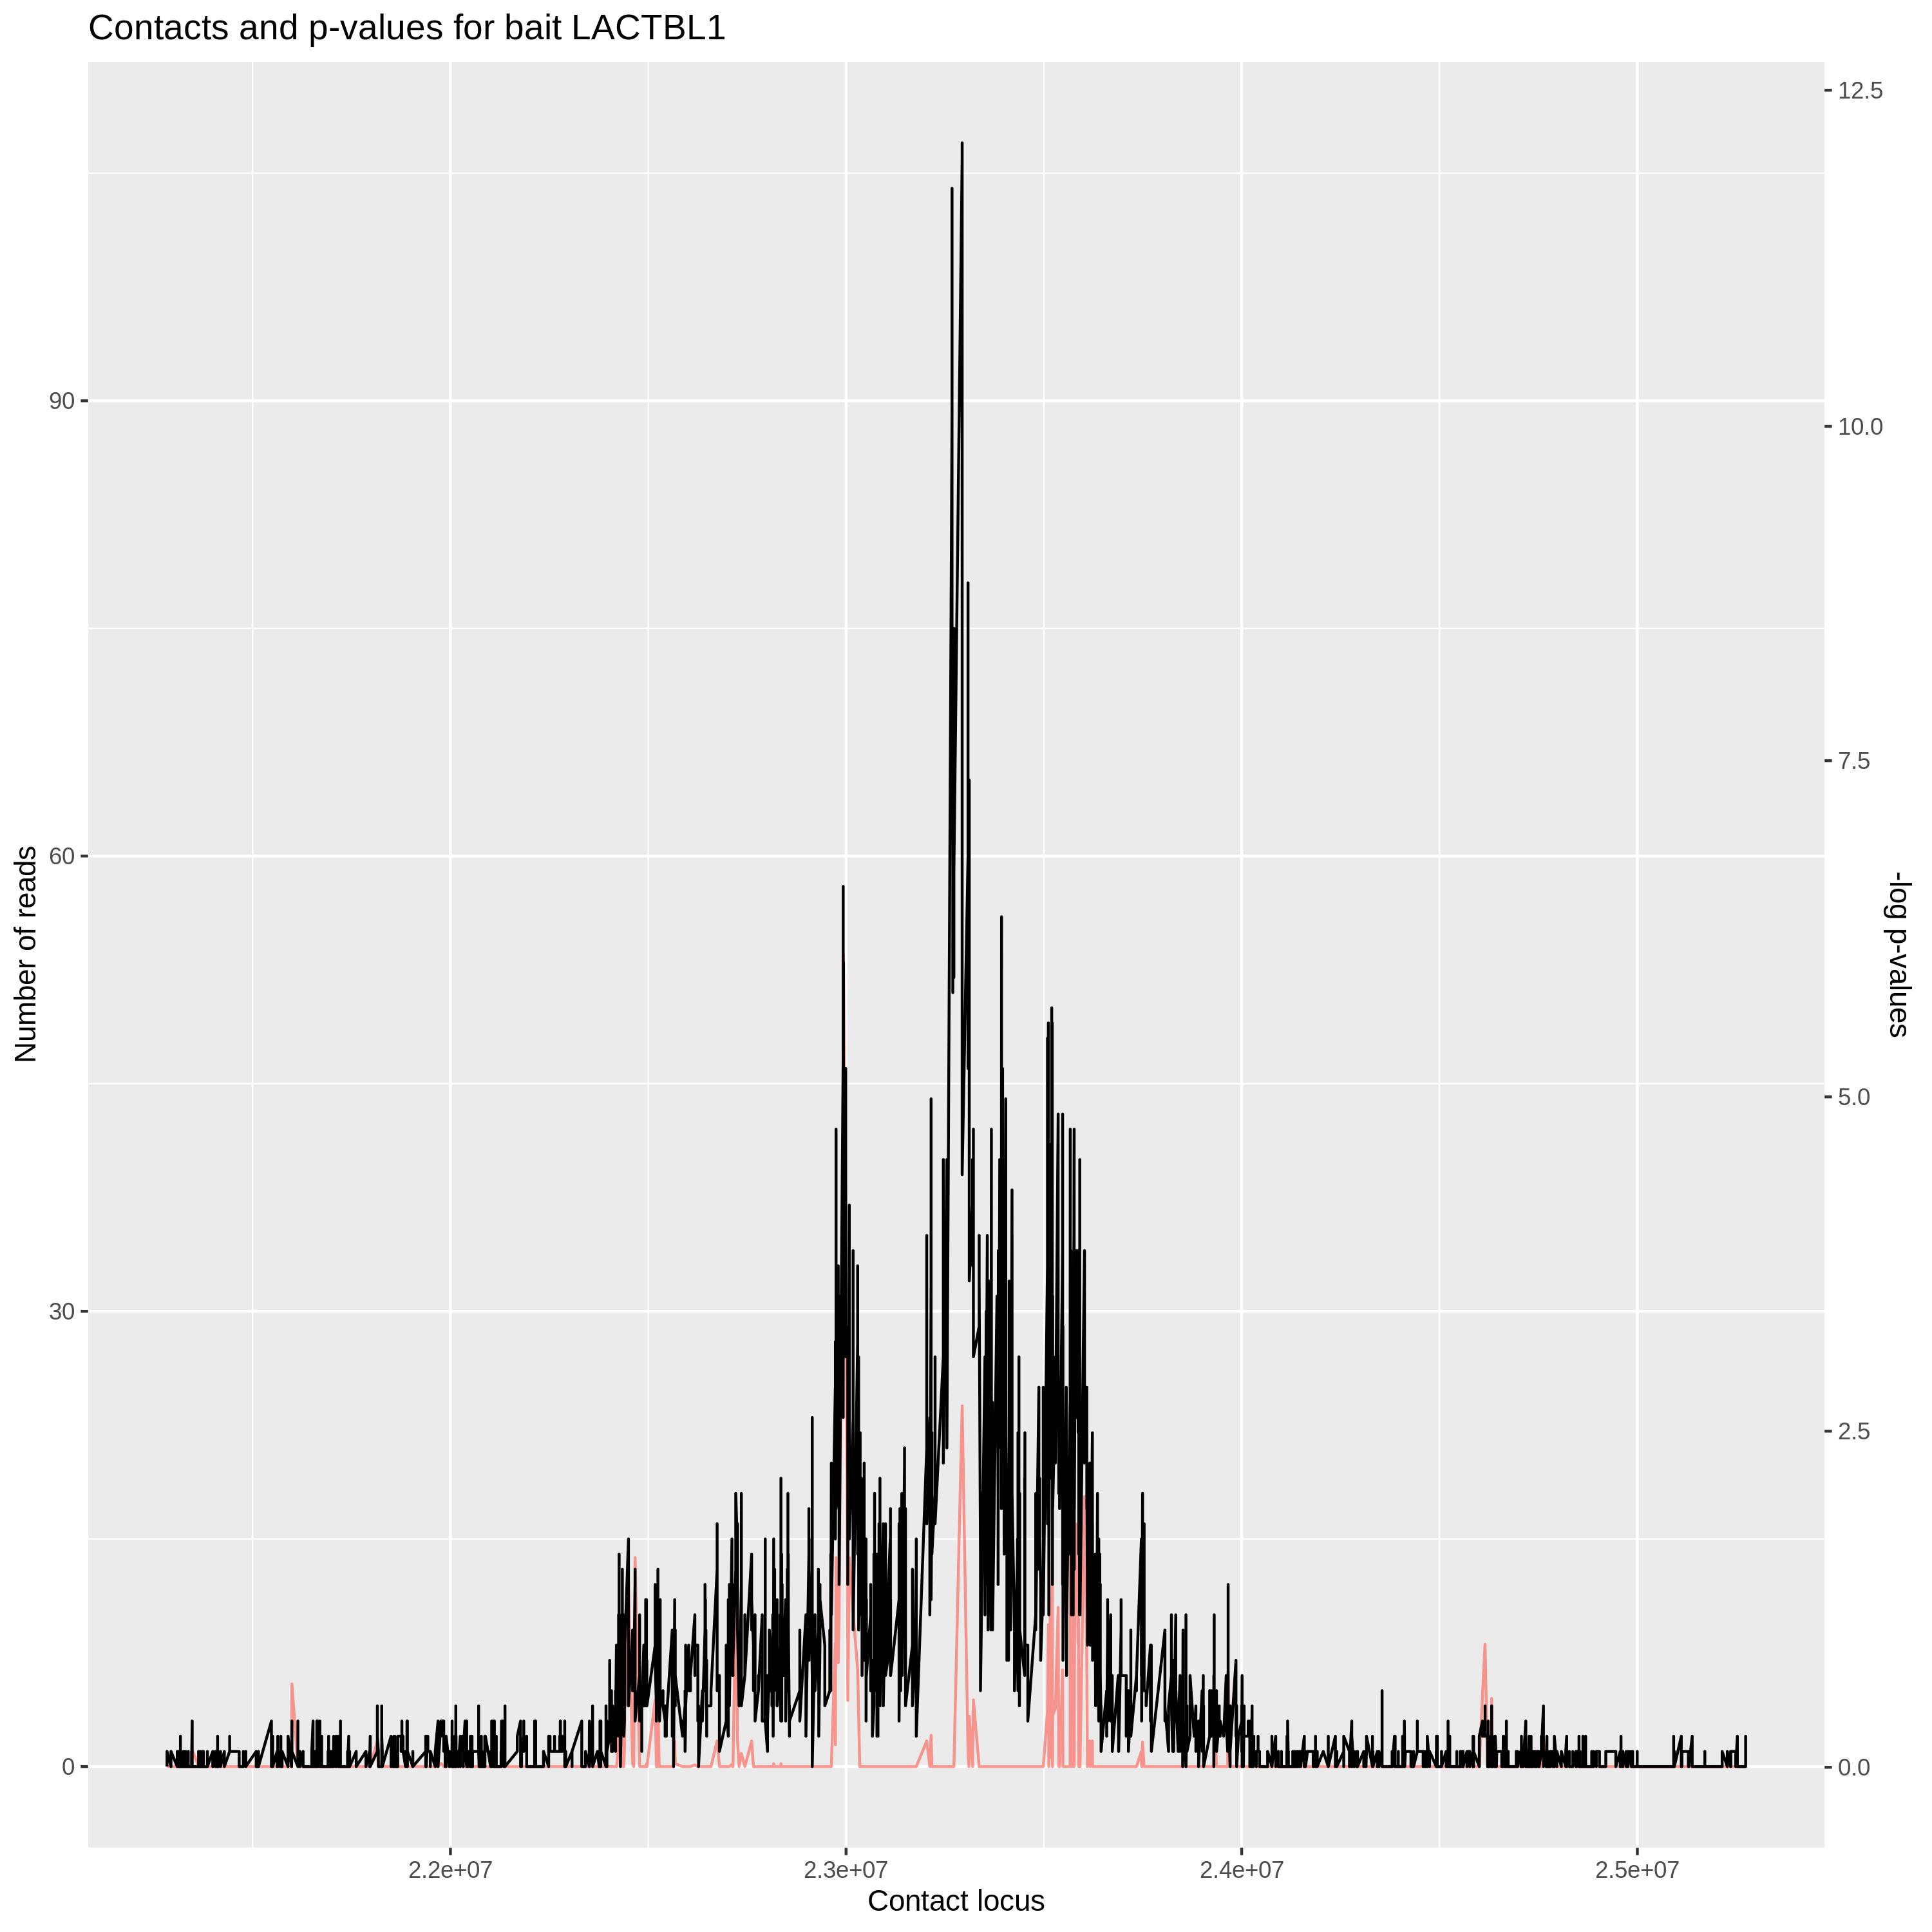 Contacts and p-values for bait LACTBL1
12.5
90
10.0
7.5
60
Number of reads
-log p-values
5.0
30
2.5
0
0.0
2.2e+07 2.3e+07 2.4e+07 2.5e+07
Contact locus